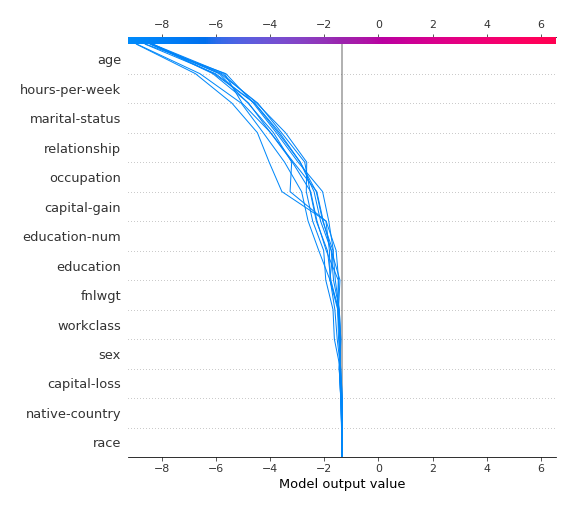 −8 −6 −4 −2 0 2 4 6
age
hours-per-week
marital-status
relationship
occupation
capital-gain
education-num
education
fnlwgt
workclass
sex
capital-loss
native-country
race
−8 −6 −4 −2 0 2 4 6
Model output value